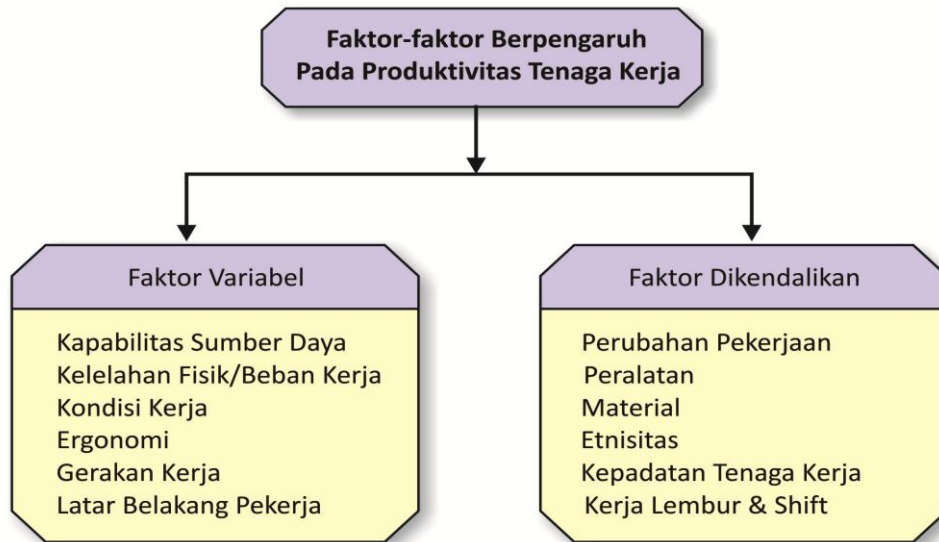 Faktor-faktor Berpengaruh
Pada Produktivitas Tenaga Kerja
Faktor Variabel
Kapabilitas Sumber Daya
Kelelahan Fisik/Beban Kerja
Kondisi Kerja
Ergonomi
Gerakan Kerja
Latar Belakang Pekerja
Faktor Dikendalikan
Perubahan Pekerjaan
Peralatan
Material
Etnisitas
Kepadatan Tenaga Kerja
Kerja Lembur & Shift